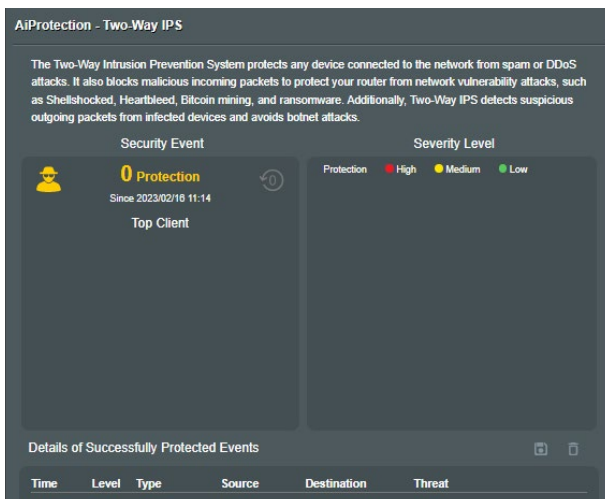 AiProtection - Two-Way IPS
The Two-Way Intrusion Prevention System protects any device connected to the network from spam or DDoS
attacks. It also blocks malicious incoming packets to protect your router from network vulnerability attacks, such
as Shellshocked, Heartbleed, Bitcoin mining, and ransomware. Additionally, Two-Way IPS detects suspicious
outgoing packets from infected devices and avoids botnet attacks.
Security Event
Severity Level
0 Protection
Since 2023/02/16 11:14
Top Client
0
Protection High Medium Low
Details of Successfully Protected Events
Time Level Type Source Destination Threat